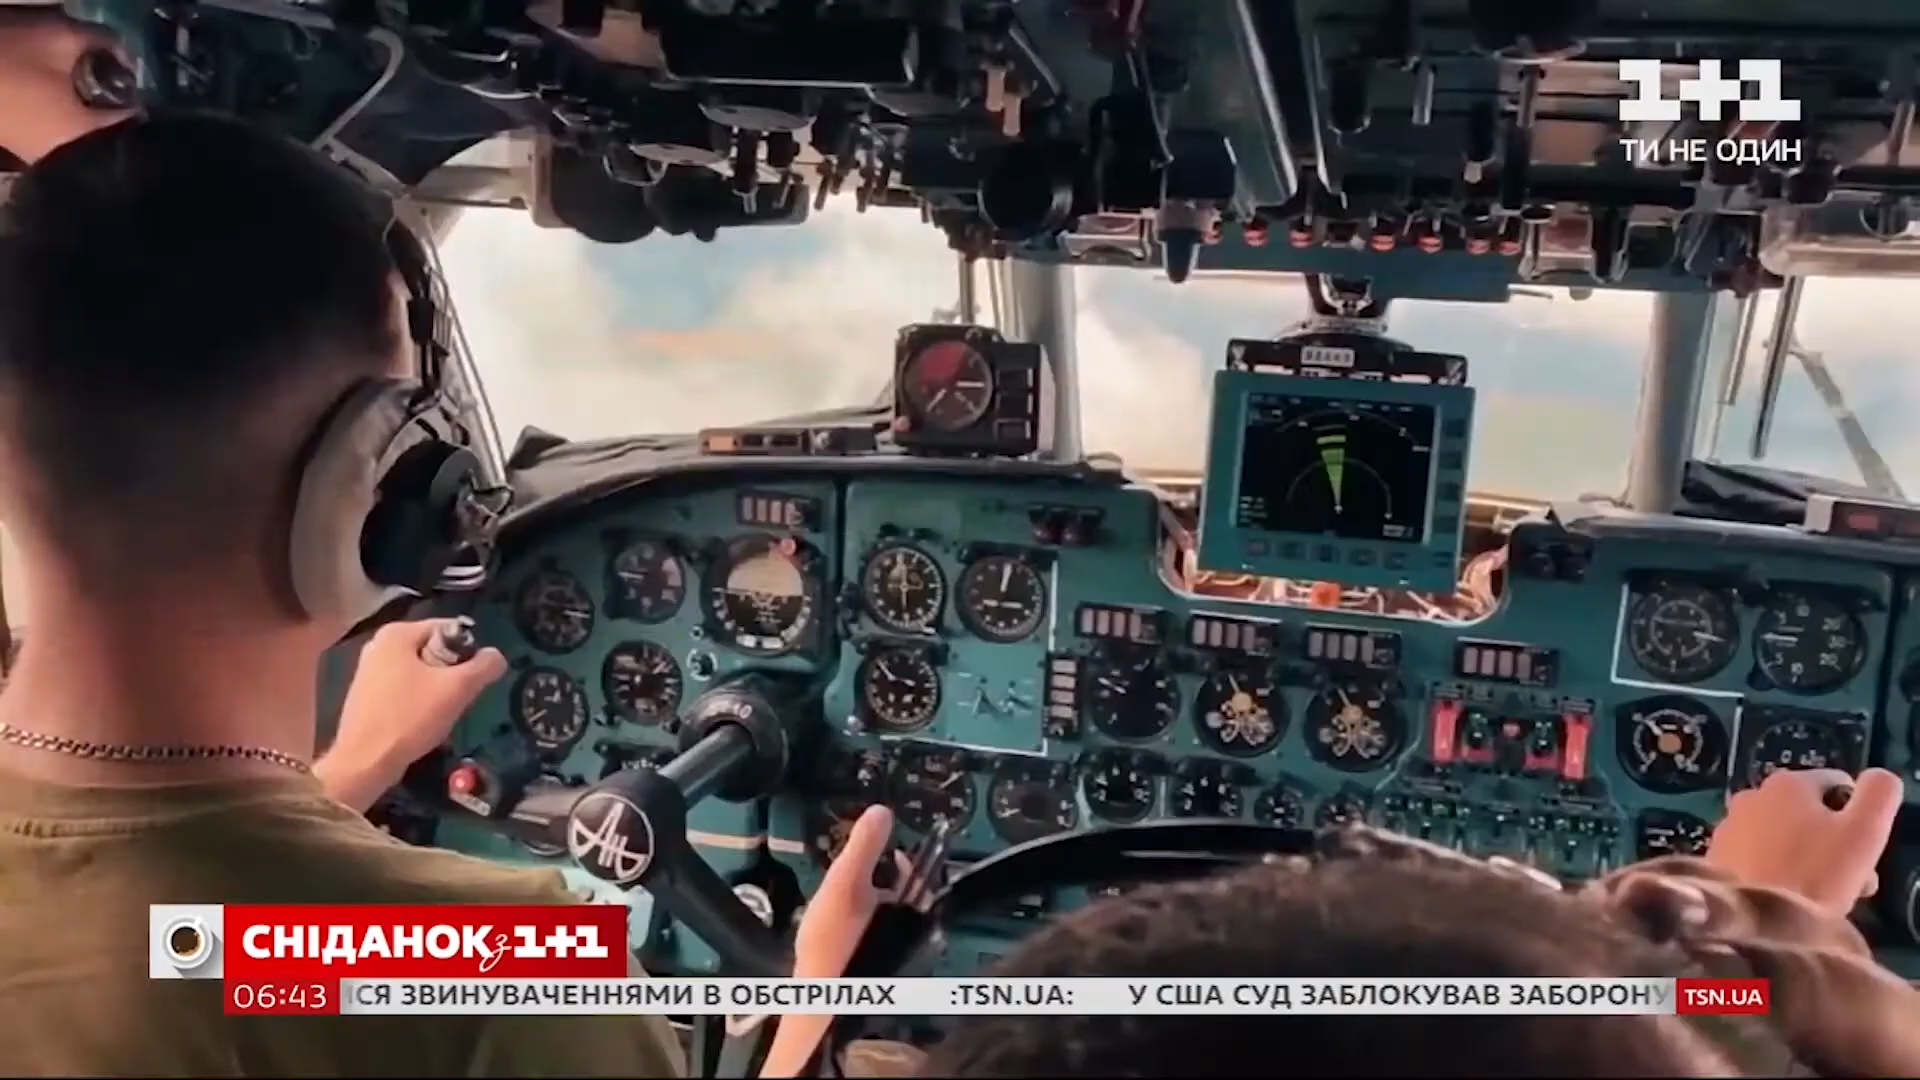 1+1
ТИ НЕ ОДИН
Ан
СНІДАНОК З 1+1
06:43
ІСЯ ЗВИНУВАЧЕННЯМИ В ОБСТРІЛАХ :TSN.UA: У США СУД ЗАБЛОКУВАВ ЗАБОРОНУ
TSN.UA